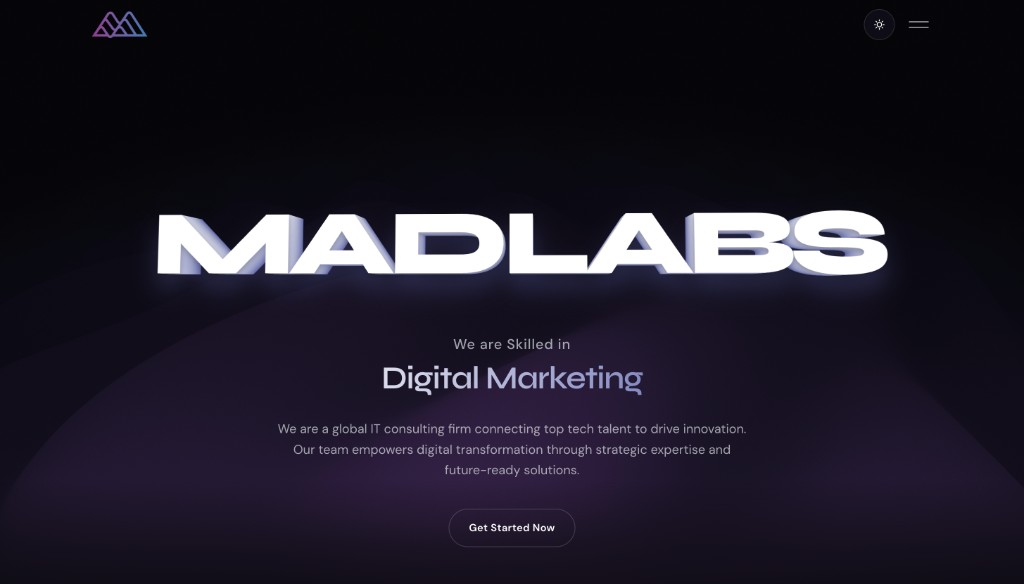 MADLABS
We are Skilled in
Digital Marketing
We are a global IT consulting firm connecting top tech talent to drive innovation.
Our team empowers digital transformation through strategic expertise and
future-ready solutions.
Get Started Now